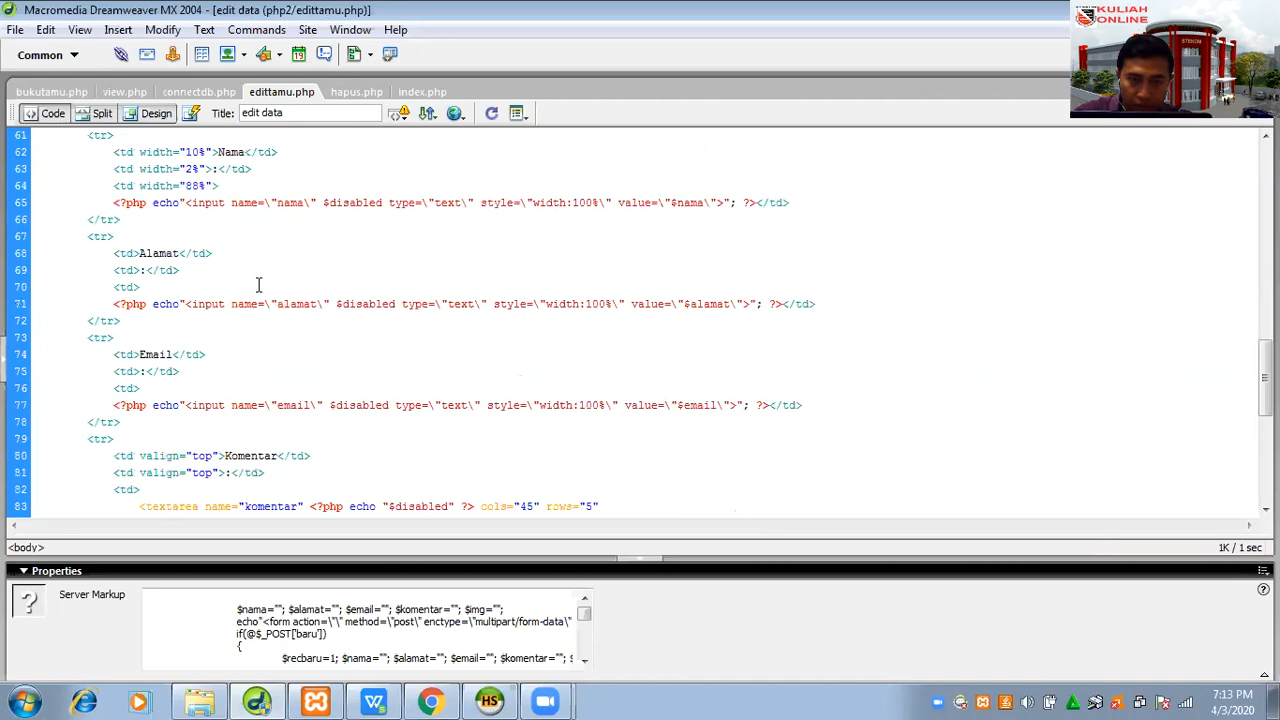 Macromedia Dreamweaver MX 2004 - [edit data (php2/edittamu.php)]
KULIAH
ONLINE
File Edit View Insert Modify Text Commands Site Window Help
STEKOM
Common
bukutamu.php view.php connectdb.php edittamu.php hapus.php index.php
Code Split Design Title: edit data
61 <tr>
62 <td width="10%">Nama</td>
63 <td width="2%">:</td>
64 <td width="88%">
65 <?php echo"<input name=\"nama\" $disabled type=\"text\" style=\"width:100%\" value=\"$nama\">"; ?></td>
66 </tr>
67 <tr>
68 <td>Alamat</td>
69 <td>:</td>
70 <td>
71 <?php echo"<input name=\"alamat\" $disabled type=\"text\" style=\"width:100%\" value=\"$alamat\">"; ?></td>
72 </tr>
73 <tr>
74 <td>Email</td>
75 <td>:</td>
76 <td>
77 <?php echo"<input name=\"email\" $disabled type=\"text\" style=\"width:100%\" value=\"$email\">"; ?></td>
78 </tr>
79 <tr>
80 <td valign="top">Komentar</td>
81 <td valign="top">:</td>
82 <td>
83 <textarea name="komentar" <?php echo "$disabled" ?> cols="45" rows="5"
<body> 1K / 1 sec
Properties
Server Markup
$nama=""; $alamat=""; $email=""; $komentar=""; $img="";
echo"<form action=\"\" method=\"post\" enctype=\"multipart/form-data\"
if(@$_POST['baru'])
{
$recbaru=1; $nama=""; $alamat=""; $email=""; $komentar=""; $
HS
7:13 PM
4/3/2020